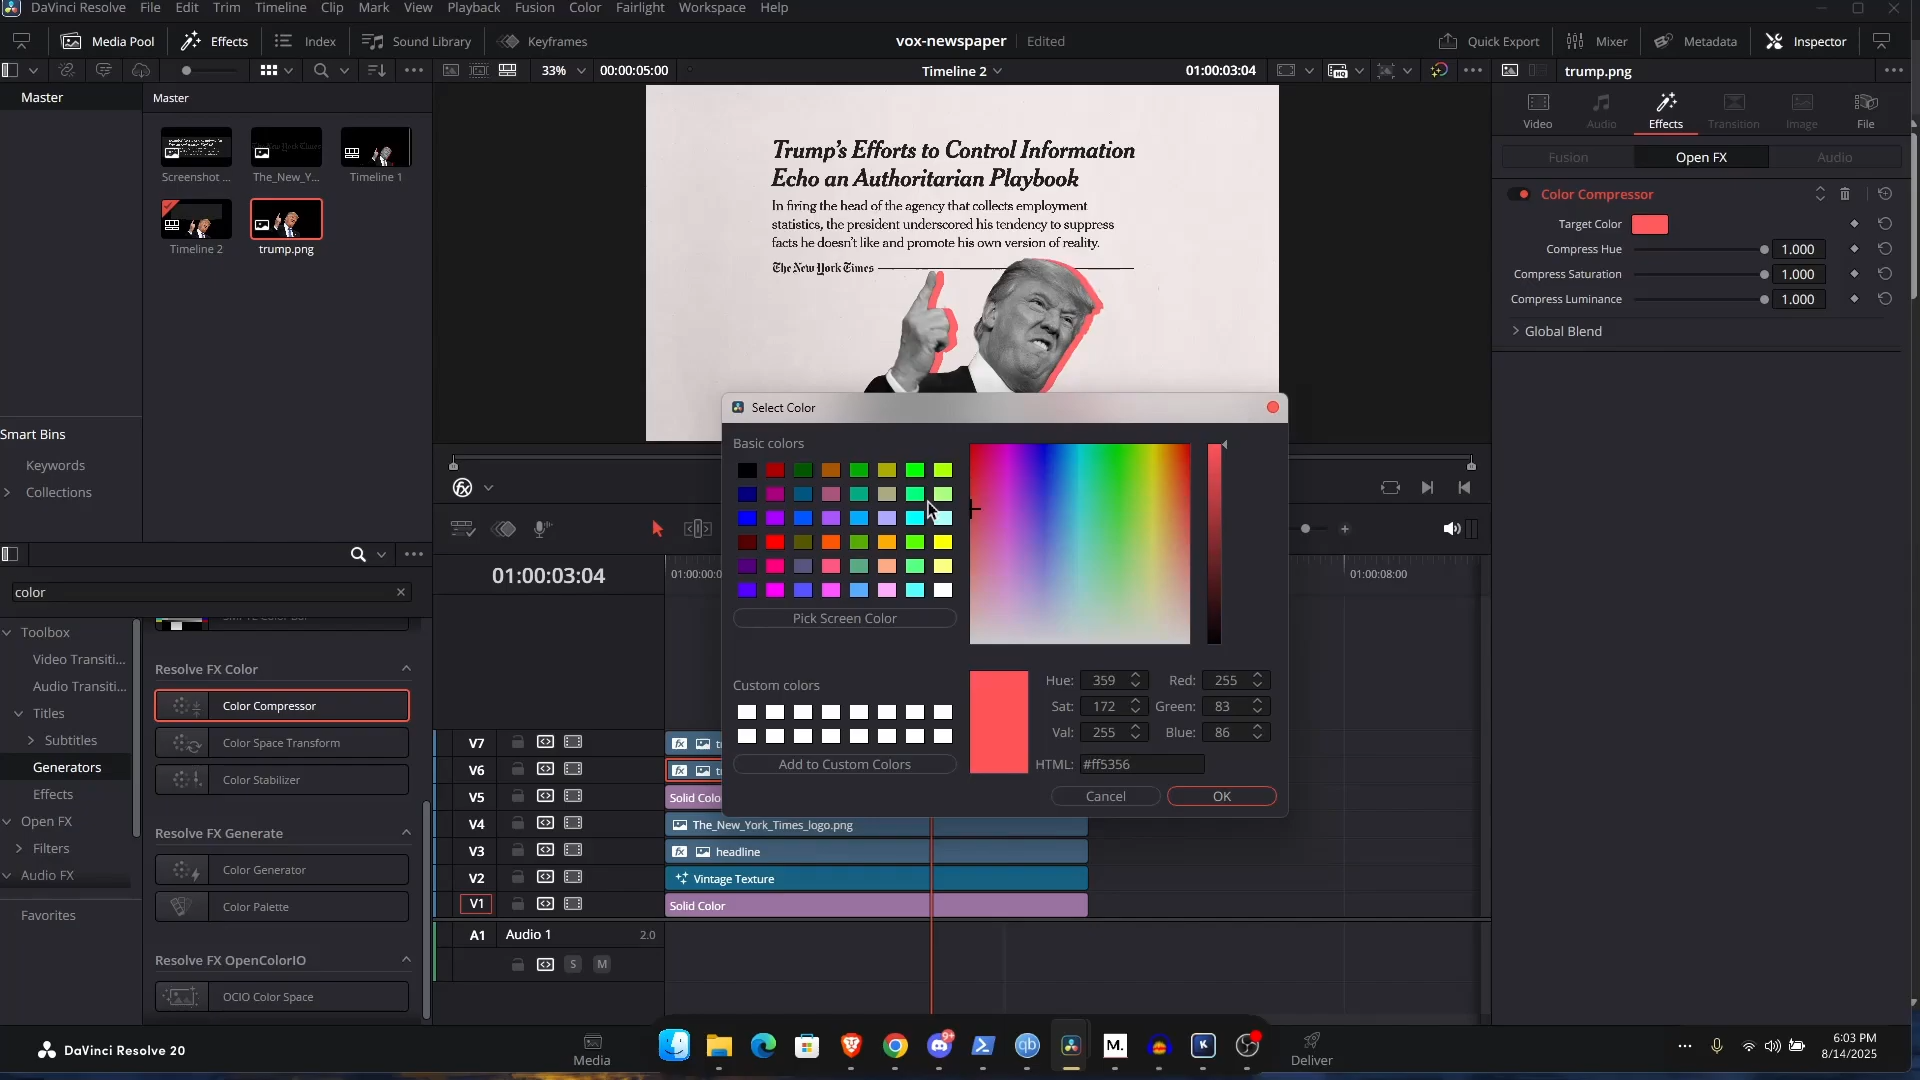 DaVinci Resolve File Edit Trim Timeline Clip Mark View Playback Fusion Color Fairlight Workspace Help
Media Pool Effects Index Sound Library Keyframes
vox-newspaper Edited
Quick Export Mixer Metadata Inspector
33% 00:00:05:00 Timeline 2 01:00:03:04
trump.png
Master
Master
Screenshot ... The_New_Y... Timeline 1
Timeline 2 trump.png
Smart Bins
Keywords
Collections
Trump's Efforts to Control Information
Echo an Authoritarian Playbook
In firing the head of the agency that collects employment
statistics, the president underscored his tendency to suppress
facts he doesn't like and promote his own version of reality.
The New York Times
Video Audio Effects Transition Image File
Fusion Open FX Audio
Color Compressor
Target Color
Compress Hue 1.000
Compress Saturation 1.000
Compress Luminance 1.000
Global Blend
Select Color
Basic colors
Pick Screen Color
Custom colors
Add to Custom Colors
Hue: 359 Red: 255
Sat: 172 Green: 83
Val: 255 Blue: 86
HTML: #ff5356
Cancel OK
color
Toolbox
Video Transiti...
Audio Transiti...
Titles
Subtitles
Generators
Effects
Open FX
Filters
Audio FX
Favorites
Resolve FX Color
Color Compressor
Color Space Transform
Color Stabilizer
Resolve FX Generate
Color Generator
Color Palette
Resolve FX OpenColorIO
OCIO Color Space
01:00:03:04
01:00:08:00
V7
V6
V5 Solid Colo
V4 The_New_York_Times_logo.png
V3 headline
V2 Vintage Texture
V1 Solid Color
A1 Audio 1 2.0
S M
DaVinci Resolve 20
Media
9+
qb
M.
K
Deliver
6:03 PM
8/14/2025